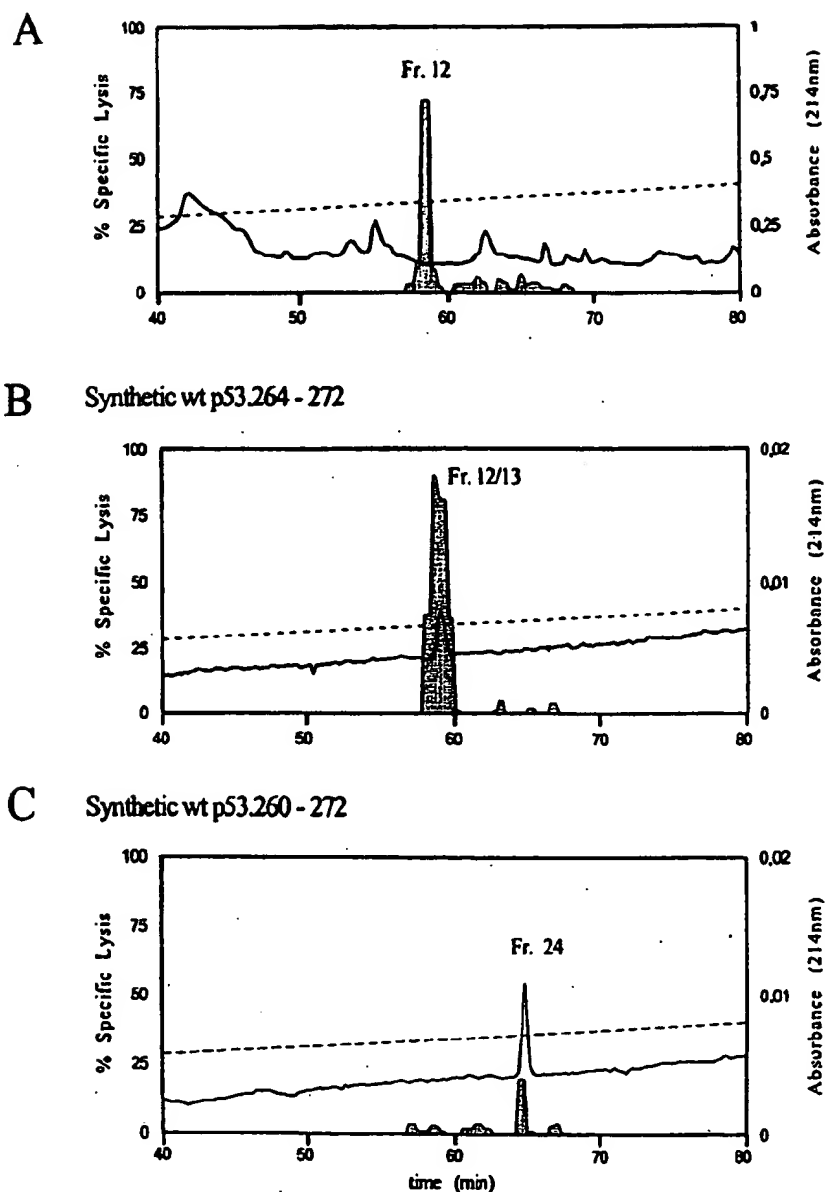 A
Fr. 12
% Specific Lysis
100
75
50
25
0
40
50
60
70
80
1
0,75
0,5
0,25
0
Absorbance (214nm)
B
Synthetic wt p53.264 - 272
Fr. 12/13
% Specific Lysis
100
75
50
25
0
40
50
60
70
80
0,02
0,01
0
Absorbance (214nm)
C
Synthetic wt p53.260 - 272
Fr. 24
% Specific Lysis
100
75
50
25
0
40
50
60
70
80
time (min)
0,02
0,01
0
Absorbance (214nm)